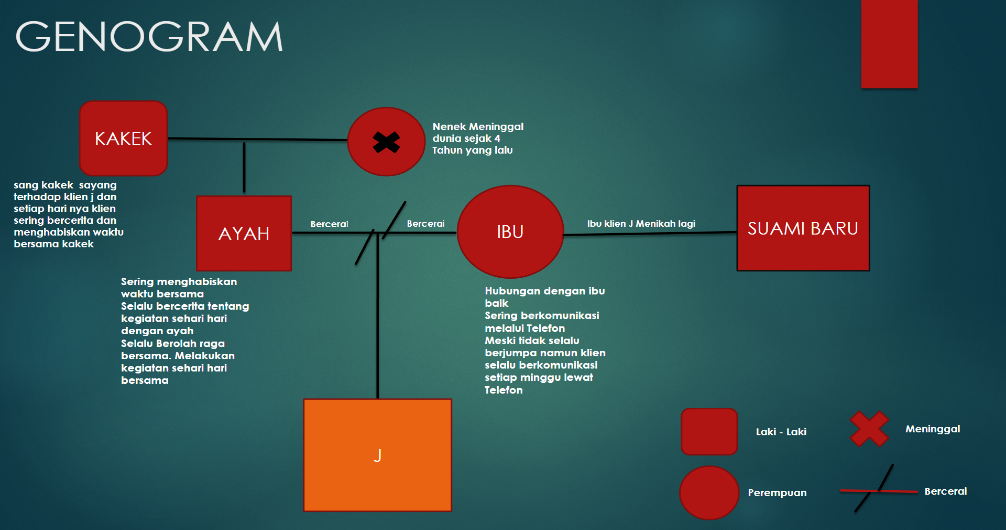 GENOGRAM
KAKEK
Nenek Meninggal
dunia sejak 4
Tahun yang lalu
sang kakek sayang
terhadap klien j dan
setiap hari nya klien
sering bercerita dan
menghabiskan waktu
bersama kakek
AYAH
Bercerai
Bercerai
IBU
Ibu klien J Menikah lagi
SUAMI BARU
Sering menghabiskan
waktu bersama
Selalu bercerita tentang
kegiatan sehari hari
dengan ayah
Selalu Berolah raga
bersama. Melakukan
kegiatan sehari hari
bersama
Hubungan dengan ibu
baik
Sering berkomunikasi
melalui Telefon
Meski tidak selalu
berjumpa namun klien
selalu berkomunikasi
setiap minggu lewat
Telefon
J
Laki - Laki
Meninggal
Perempuan
Bercerai